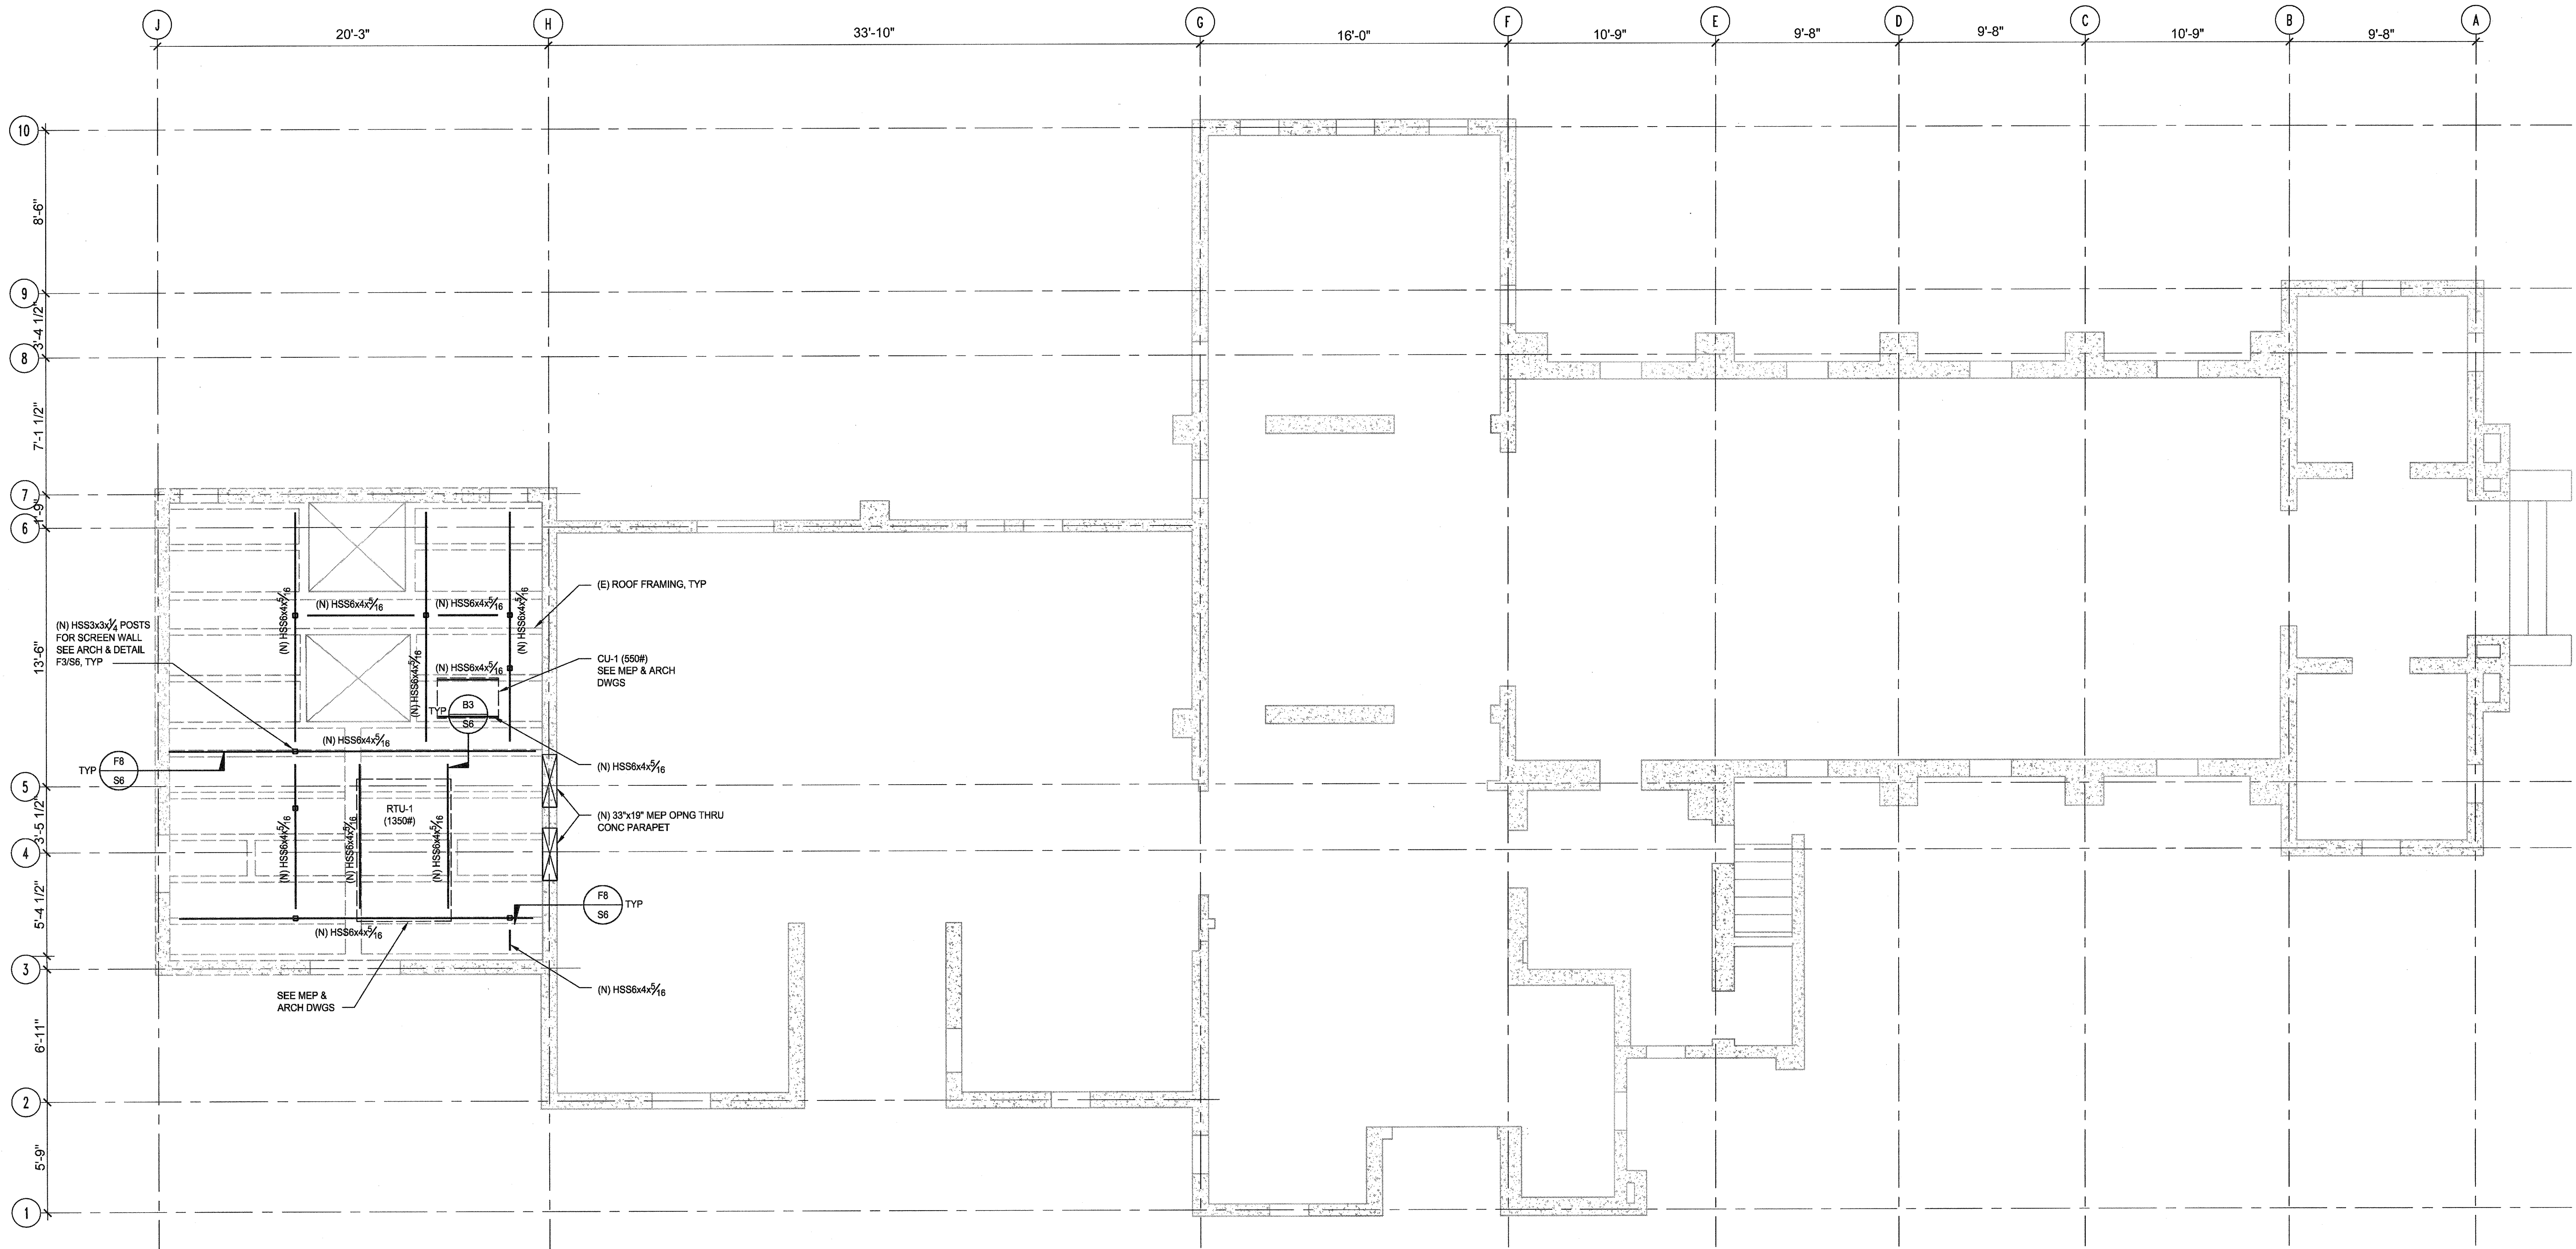 J
H
G
F
E
D
C
B
A
20'-3"
33'-10"
16'-0"
10'-9"
9'-8"
9'-8"
10'-9"
9'-8"
10
8'-6"
9
3'-4 1/2"
8
7'-1 1/2"
7
1'-9"
6
13'-6"
5
3'-5 1/2"
4
5'-4 1/2"
3
6'-11"
2
5'-9"
1
(N) HSS3x3x1/4 POSTS
FOR SCREEN WALL
SEE ARCH & DETAIL
F3/S6, TYP
(N) HSS6x4x5/16
(N) HSS6x4x5/16
(N) HSS6x4x5/16
(N) HSS6x4x5/16
(N) HSS6x4x5/16
(N) HSS6x4x5/16
(E) ROOF FRAMING, TYP
CU-1 (550#)
SEE MEP & ARCH
DWGS
TYP
B3
S6
(N) HSS6x4x5/16
TYP
F8
S6
(N) HSS6x4x5/16
RTU-1
(1350#)
(N) HSS6x4x5/16
(N) HSS6x4x5/16
(N) HSS6x4x5/16
(N) 33"x19" MEP OPNG THRU
CONC PARAPET
F8
S6
TYP
(N) HSS6x4x5/16
(N) HSS6x4x5/16
SEE MEP &
ARCH DWGS